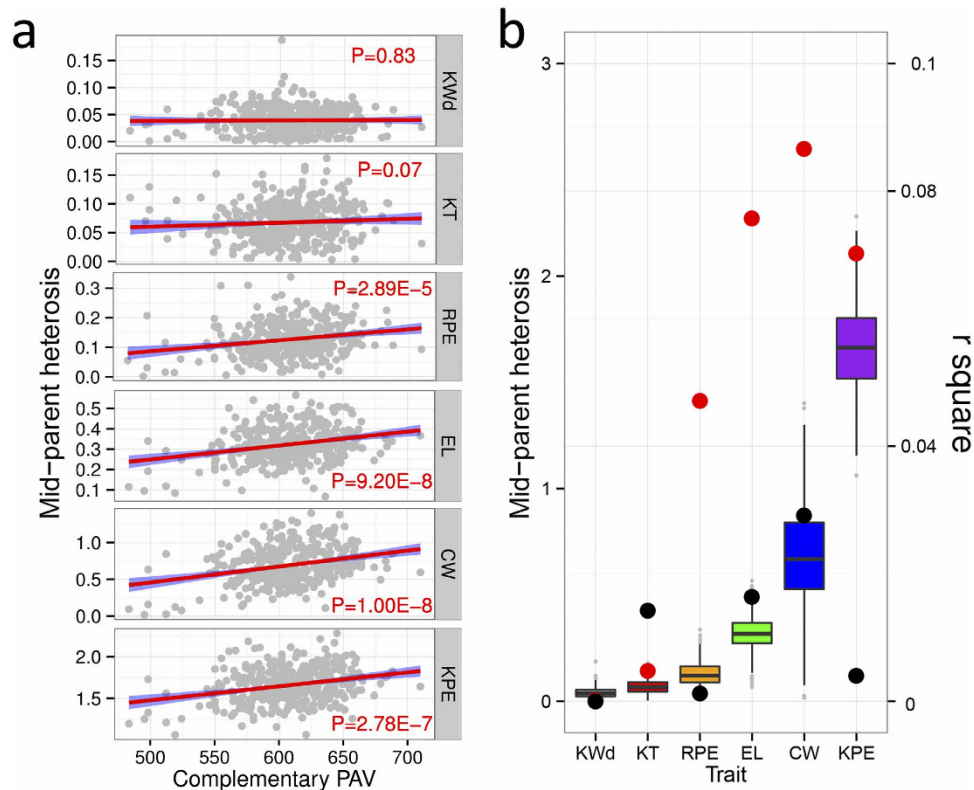 a
Mid-parent heterosis
0.15
0.10
0.05
0.00
P=0.83
KWd
0.15
0.10
0.05
0.00
P=0.07
KT
0.3
0.2
0.1
0.0
P=2.89E-5
RPE
0.5
0.4
0.3
0.2
0.1
P=9.20E-8
EL
1.0
0.5
0.0
P=1.00E-8
CW
2.0
1.5
P=2.78E-7
KPE
500 550 600 650 700
Complementary PAV
b
Mid-parent heterosis
3
2
1
0
0.1
0.08
0.04
0
r square
KWd KT RPE EL CW KPE
Trait